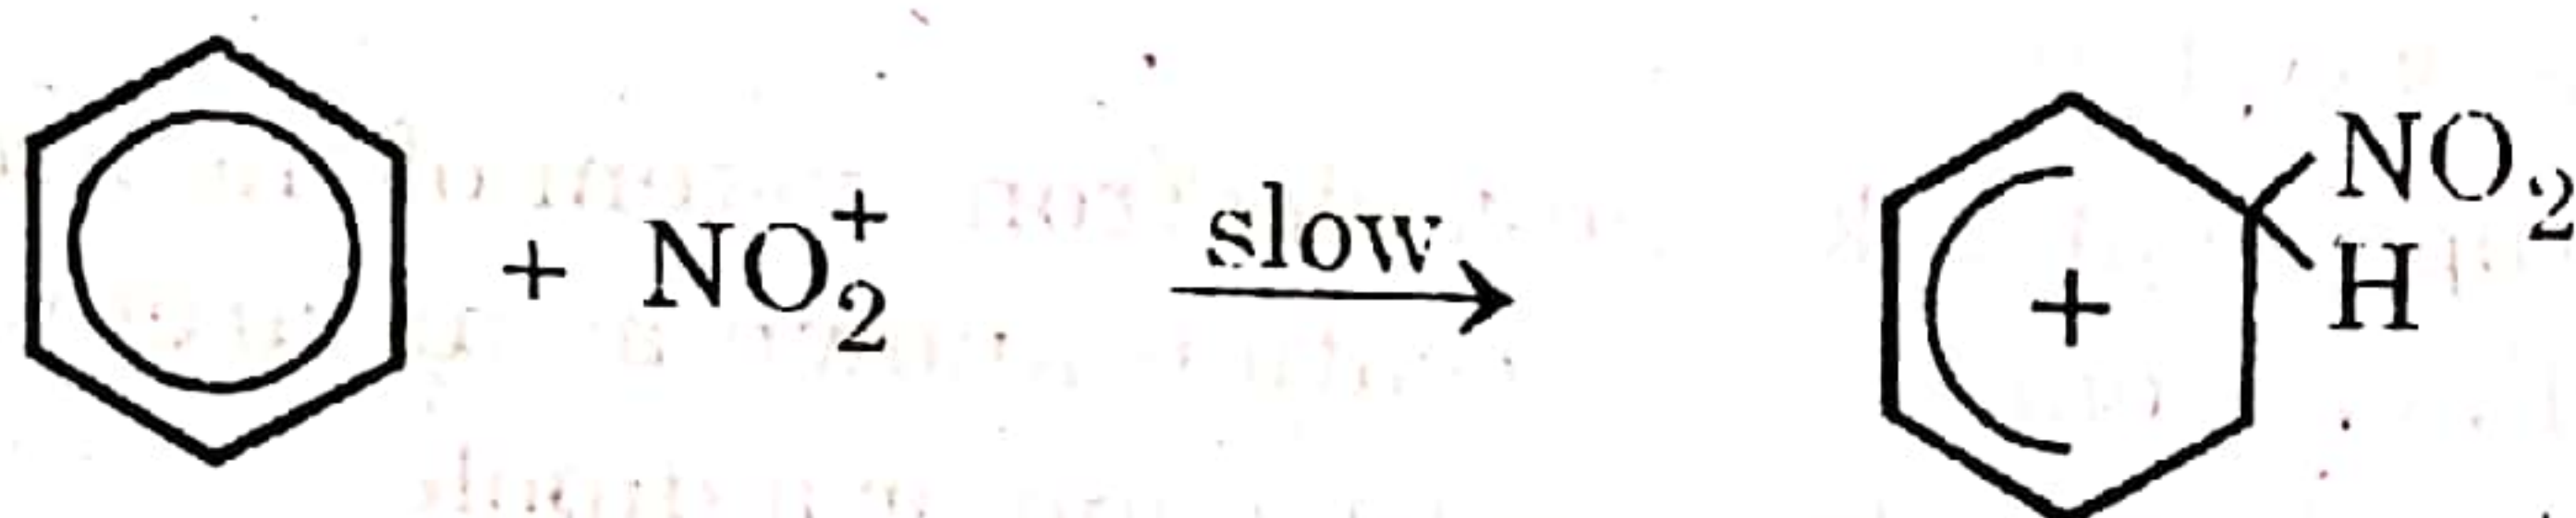 + NO₂⁺ slow + NO₂
H